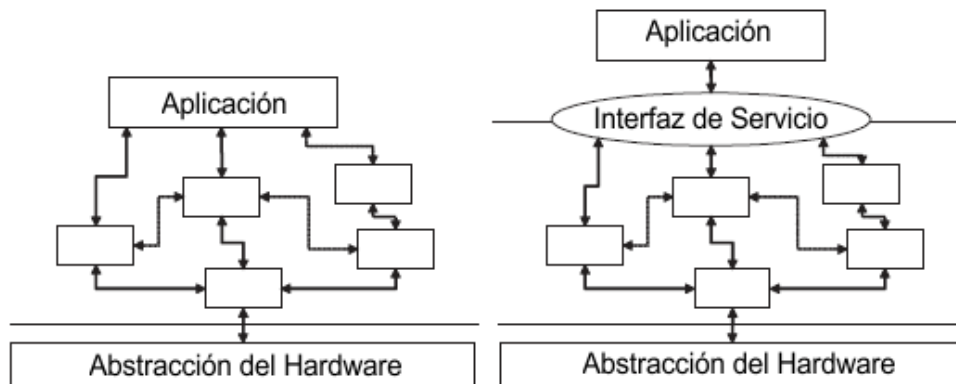 Aplicación
Abstracción del Hardware
Aplicación
Interfaz de Servicio
Abstracción del Hardware